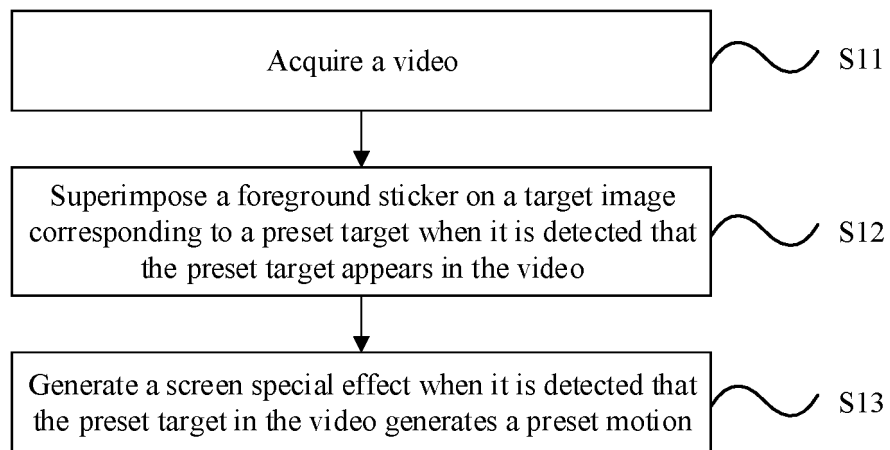 Acquire a video
S11
Superimpose a foreground sticker on a target image
corresponding to a preset target when it is detected that
the preset target appears in the video
S12
Generate a screen special effect when it is detected that
the preset target in the video generates a preset motion
S13